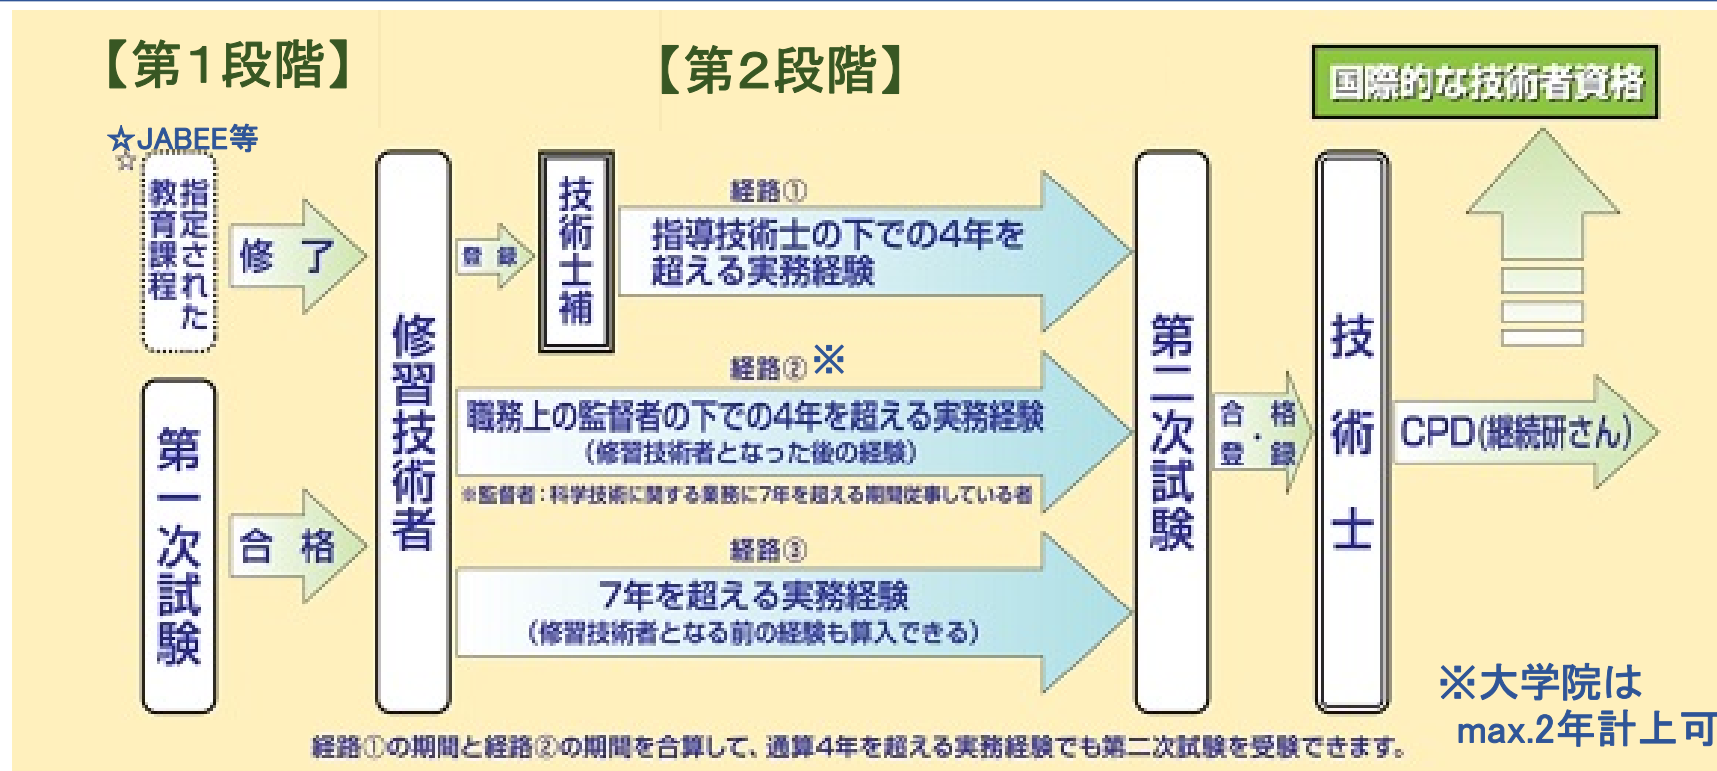 【第１段階】
【第２段階】
国際的な技術者資格
☆JABEE等
☆
指定された
教育課程
修了
第一次試験
合格
修習技術者
登録
技術士補
経路①
指導技術士の下での4年を
超える実務経験
経路②※
職務上の監督者の下での4年を超える実務経験
（修習技術者となった後の経験）
※監督者：科学技術に関する業務に7年を超える期間従事している者
経路③
7年を超える実務経験
（修習技術者となる前の経験も算入できる）
第二次試験
合格
・
登録
技術士
CPD(継続研さん)
※大学院は
max.2年計上可
経路①の期間と経路②の期間を合算して、通算4年を超える実務経験でも第二次試験を受験できます。